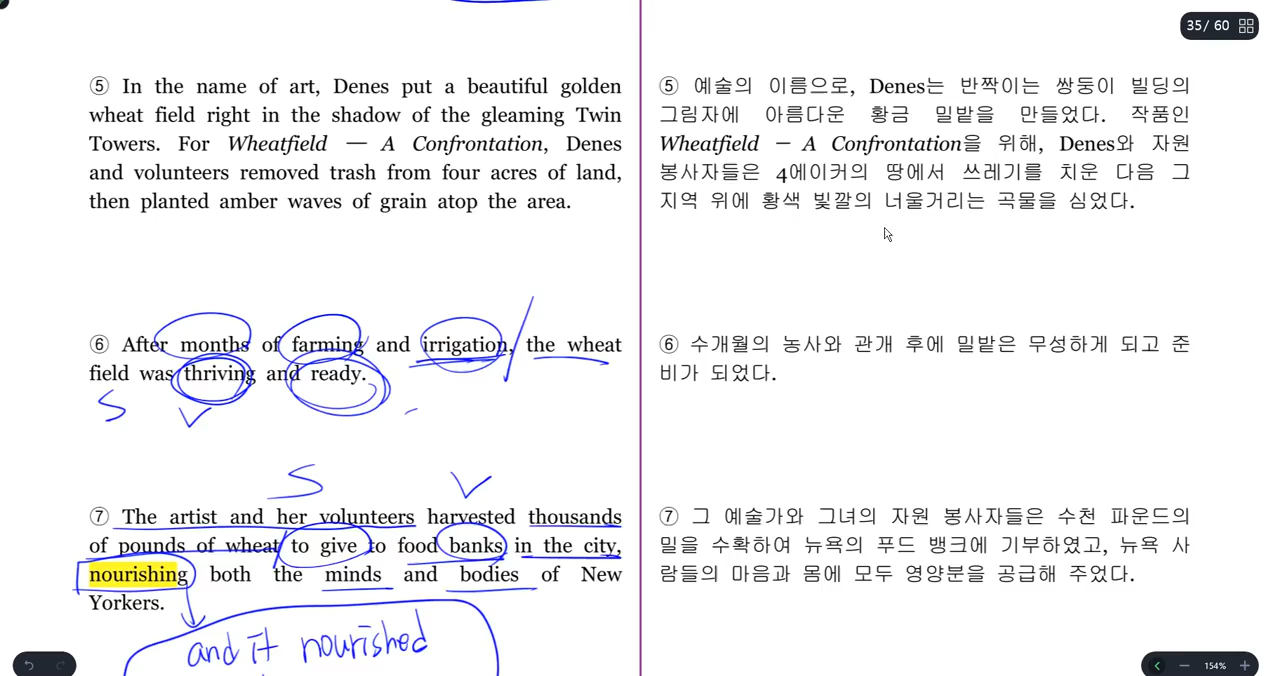 35/ 60
⑤ In the name of art, Denes put a beautiful golden
wheat field right in the shadow of the gleaming Twin
Towers. For Wheatfield — A Confrontation, Denes
and volunteers removed trash from four acres of land,
then planted amber waves of grain atop the area.
⑤ 예술의 이름으로, Denes는 반짝이는 쌍둥이 빌딩의
그림자에 아름다운 황금 밀밭을 만들었다. 작품인
Wheatfield – A Confrontation을 위해, Denes와 자원
봉사자들은 4에이커의 땅에서 쓰레기를 치운 다음 그
지역 위에 황색 빛깔의 너울거리는 곡물을 심었다.
⑥ After months of farming and irrigation, the wheat
field was thriving and ready.
S V
⑥ 수개월의 농사와 관개 후에 밀밭은 무성하게 되고 준
비가 되었다.
S V
⑦ The artist and her volunteers harvested thousands
of pounds of wheat to give to food banks in the city,
nourishing both the minds and bodies of New
Yorkers.
and it nourished
⑦ 그 예술가와 그녀의 자원 봉사자들은 수천 파운드의
밀을 수확하여 뉴욕의 푸드 뱅크에 기부하였고, 뉴욕 사
람들의 마음과 몸에 모두 영양분을 공급해 주었다.
154%